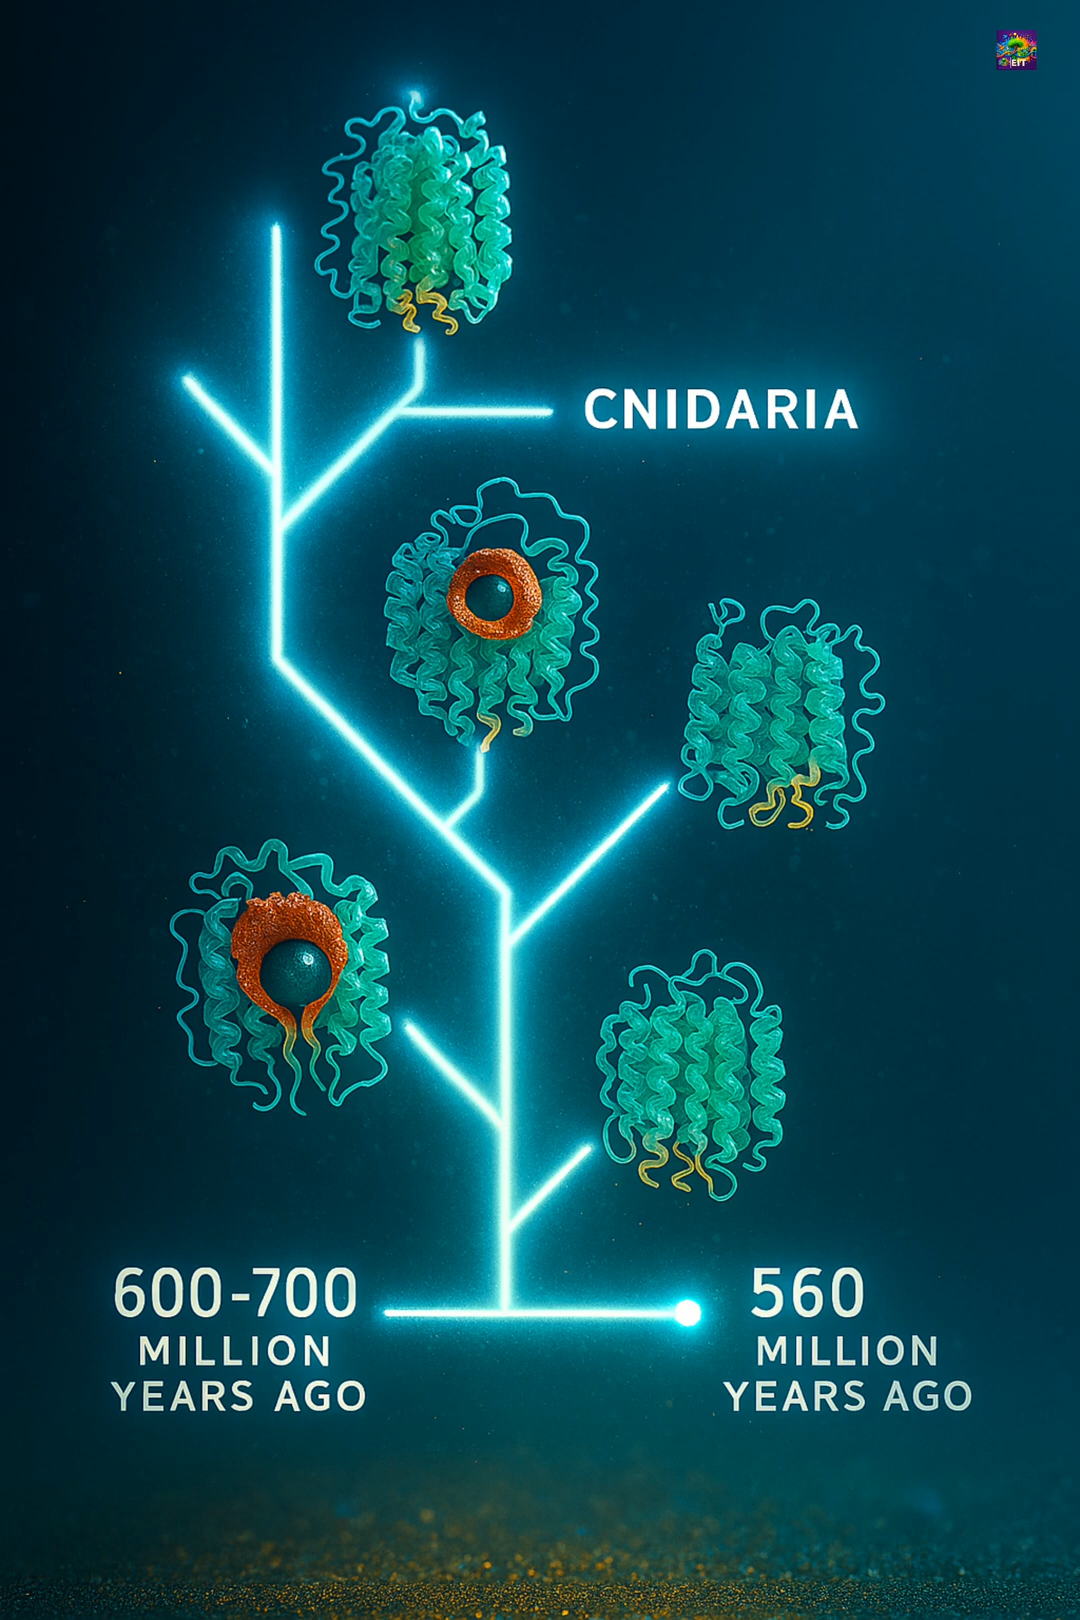 CNIDARIA
600-700
MILLION
YEARS AGO
560
MILLION
YEARS AGO